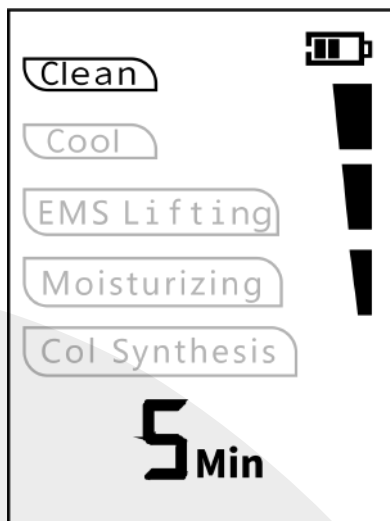 Clean
Cool
EMS Lifting
Moisturizing
Col Synthesis
5 Min